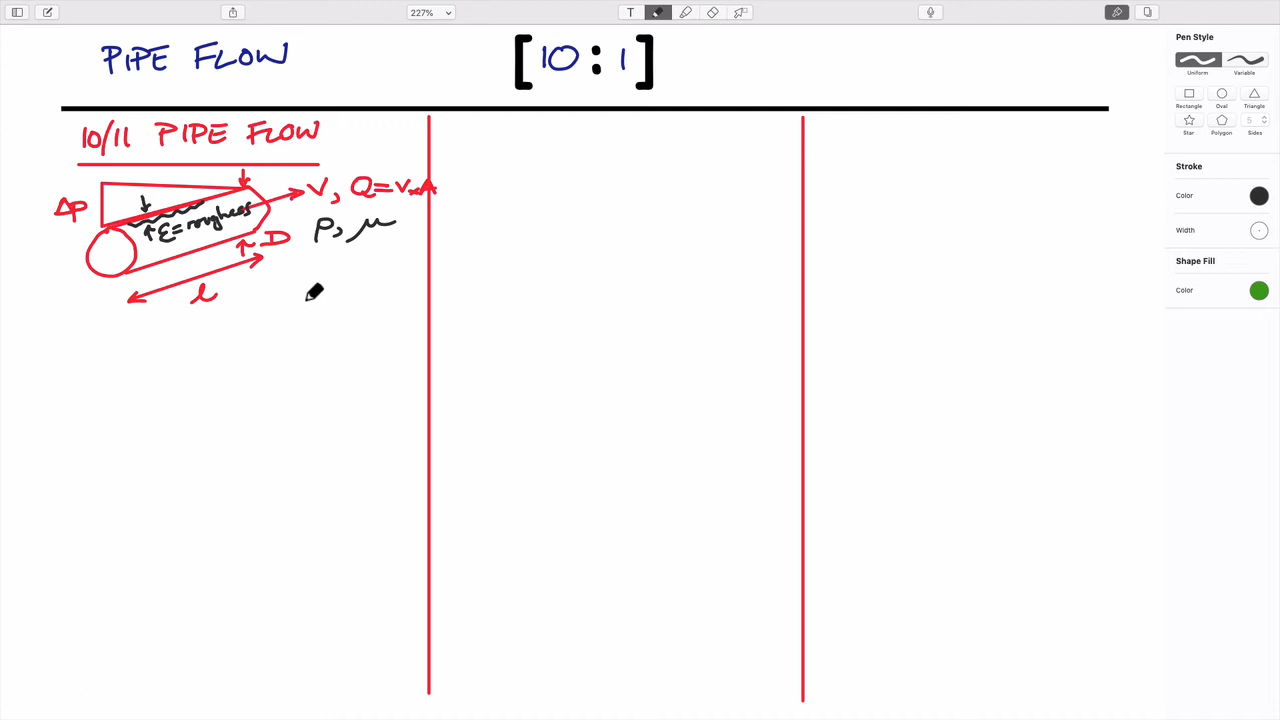 227%
T
PIPE FLOW
[10:1]
Pen Style
Uniform
Variable
Rectangle
Oval
Triangle
Star
Polygon
5
Sides
Stroke
Color
Width
Shape Fill
Color
10/11 PIPE FLOW
Δp
ε=roughness
V, Q=V.A
ρ, μ
D
l